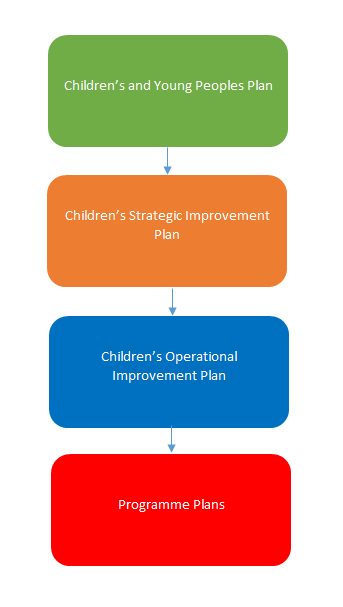 Children’s and Young Peoples Plan
Children’s Strategic Improvement
Plan
Children’s Operational
Improvement Plan
Programme Plans